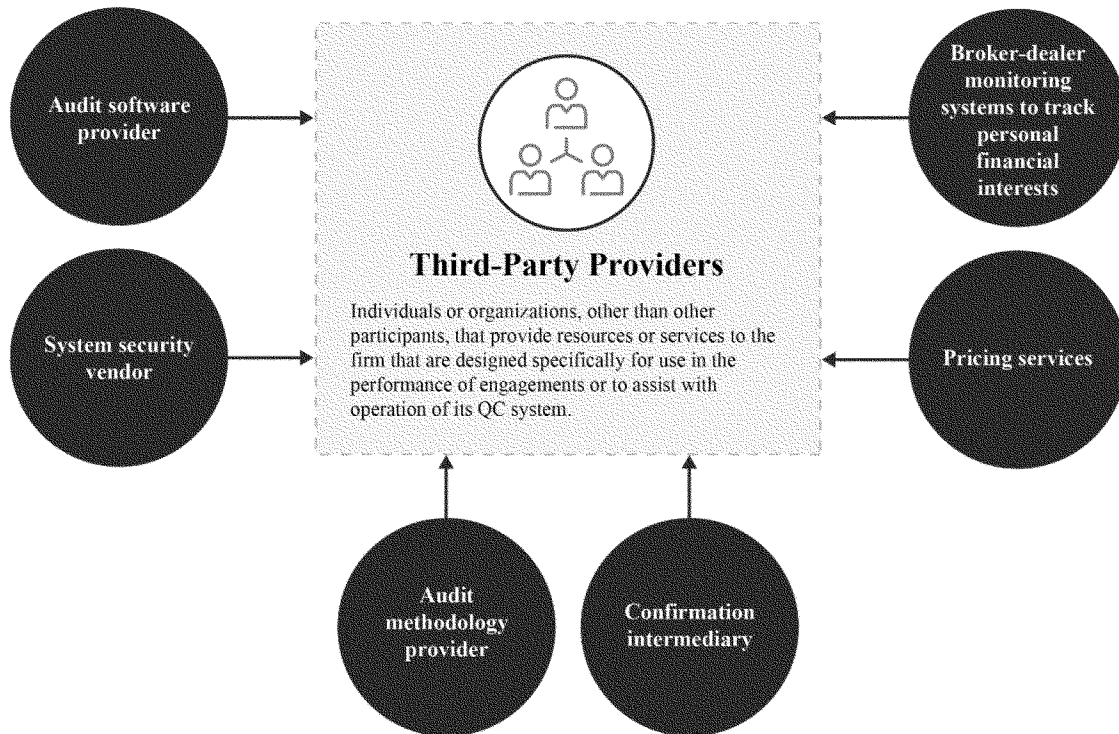 Audit software
provider
System security
vendor
Third-Party Providers
Individuals or organizations, other than other
participants, that provide resources or services to the
firm that are designed specifically for use in the
performance of engagements or to assist with
operation of its QC system.
Broker-dealer
monitoring
systems to track
personal
financial
interests
Pricing services
Audit
methodology
provider
Confirmation
intermediary